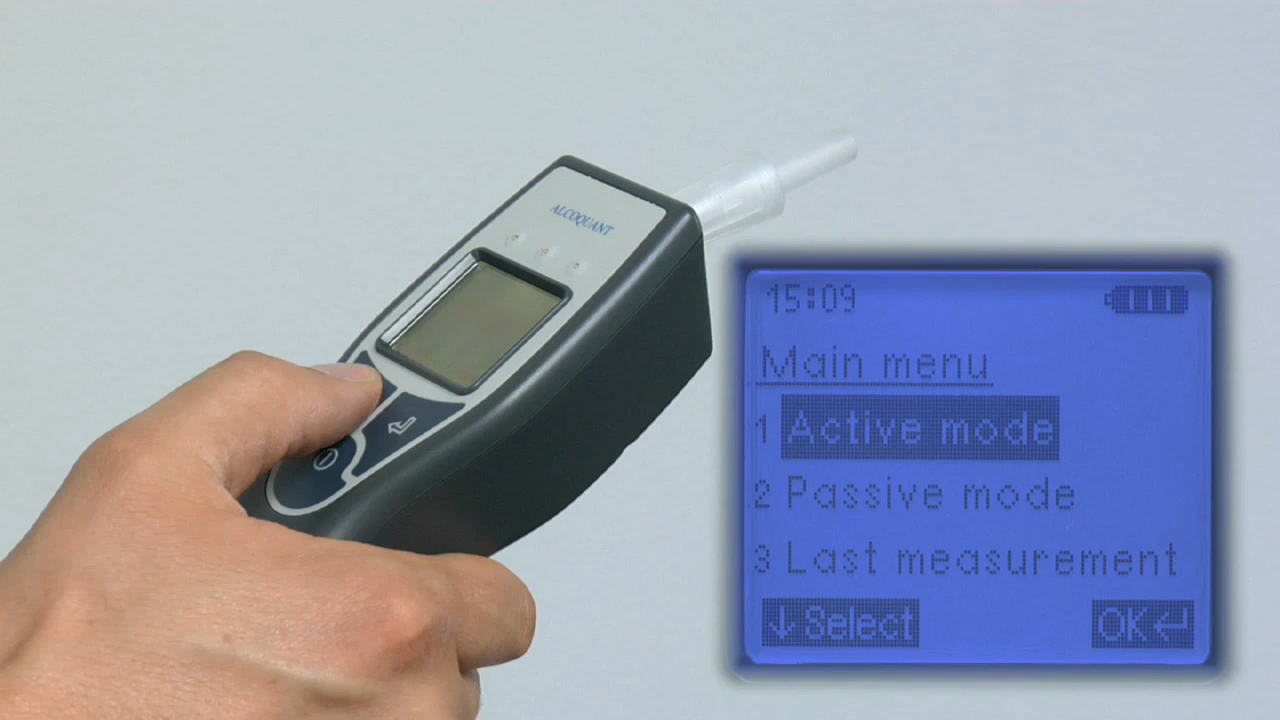 ALCOQUANT
15:09
Main menu
1 Active mode
2 Passive mode
3 Last measurement
↓ Select OK↵